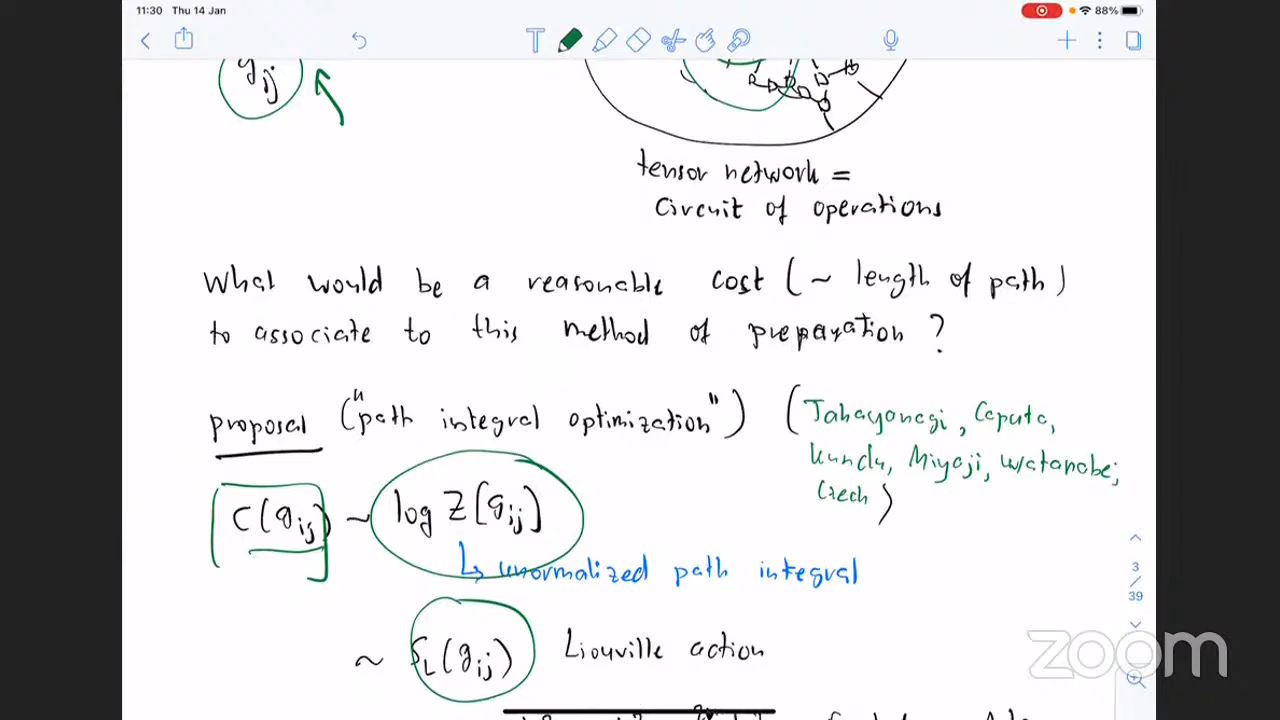 11:30 Thu 14 Jan
88%
g_ij
tensor network =
Circuit of operations
What would be a reasonable cost (~ length of path)
to associate to this method of preparation?
proposal ("path integral optimization") (Takayanagi, Caputa,
Kundu, Miyaji, Watanabe;
Czech)
C(g_ij) ~ log Z[g_ij]
↳ unormalized path integral
~ S_L(g_ij) Liouville action
3
/
39
zoom